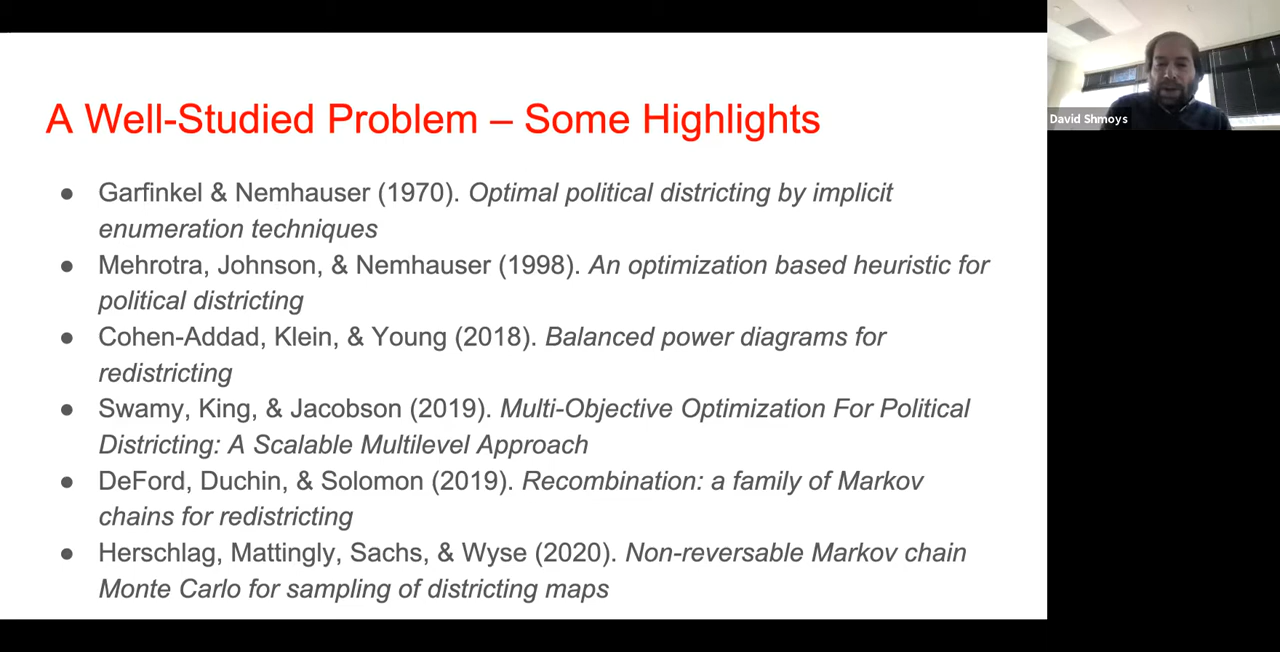 A Well-Studied Problem – Some Highlights
● Garfinkel & Nemhauser (1970). Optimal political districting by implicit
enumeration techniques
● Mehrotra, Johnson, & Nemhauser (1998). An optimization based heuristic for
political districting
● Cohen-Addad, Klein, & Young (2018). Balanced power diagrams for
redistricting
● Swamy, King, & Jacobson (2019). Multi-Objective Optimization For Political
Districting: A Scalable Multilevel Approach
● DeFord, Duchin, & Solomon (2019). Recombination: a family of Markov
chains for redistricting
● Herschlag, Mattingly, Sachs, & Wyse (2020). Non-reversable Markov chain
Monte Carlo for sampling of districting maps
David Shmoys